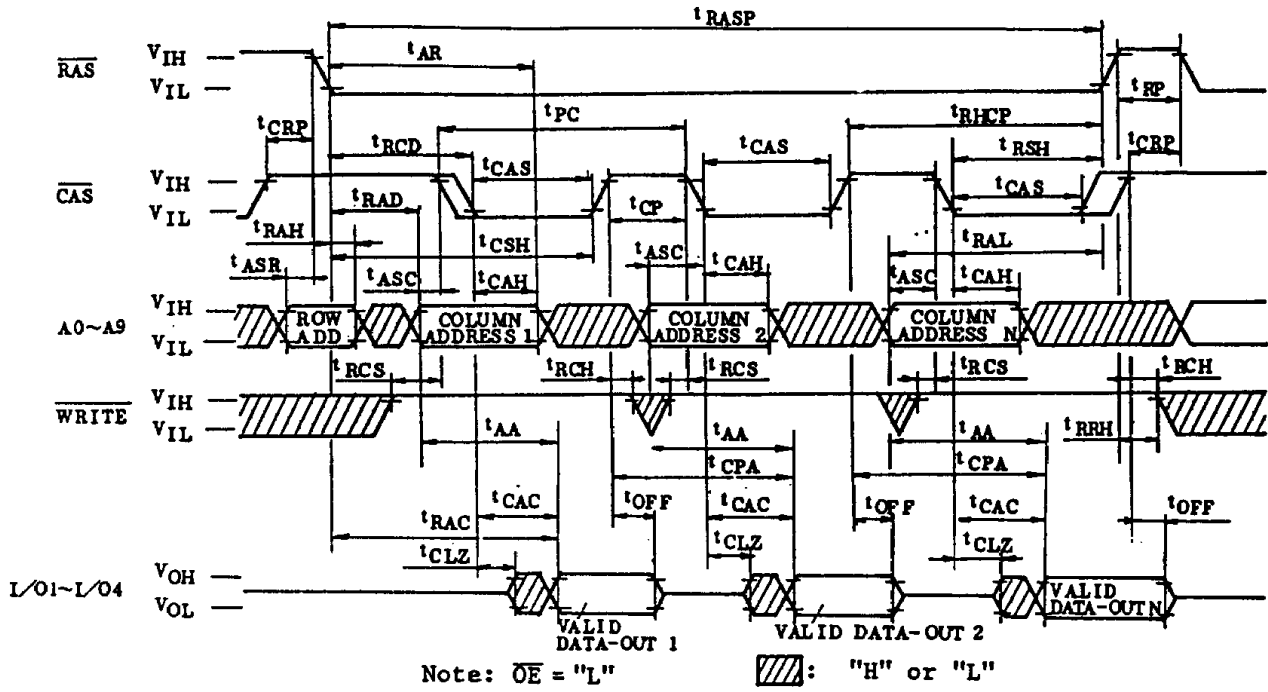 tRASP
RAS VIH VIL
tAR
tRP
tCRP
tPC
tRHCP
tRCD
tCAS
tRSH
tCRP
CAS VIH VIL
tCAS
tCAS
tRAD
tCP
tRAH
tCSH
tRAL
tASR
tASC
tCAH
tASC
tCAH
tASC
tCAH
A0~A9 VIH VIL
ROW ADD
COLUMN ADDRESS 1
COLUMN ADDRESS 2
COLUMN ADDRESS N
tRCS
tRCH
tRCS
tRCS
tRCH
WRITE VIH VIL
tAA
tAA
tAA
tRRH
tCPA
tCPA
tCAC
tOFF
tCAC
tOFF
tCAC
tOFF
tRAC
tCLZ
tCLZ
tCLZ
I/O1~I/O4 VOH VOL
VALID DATA-OUT 1
VALID DATA-OUT 2
VALID DATA-OUT N
Note: OE = "L"
: "H" or "L"